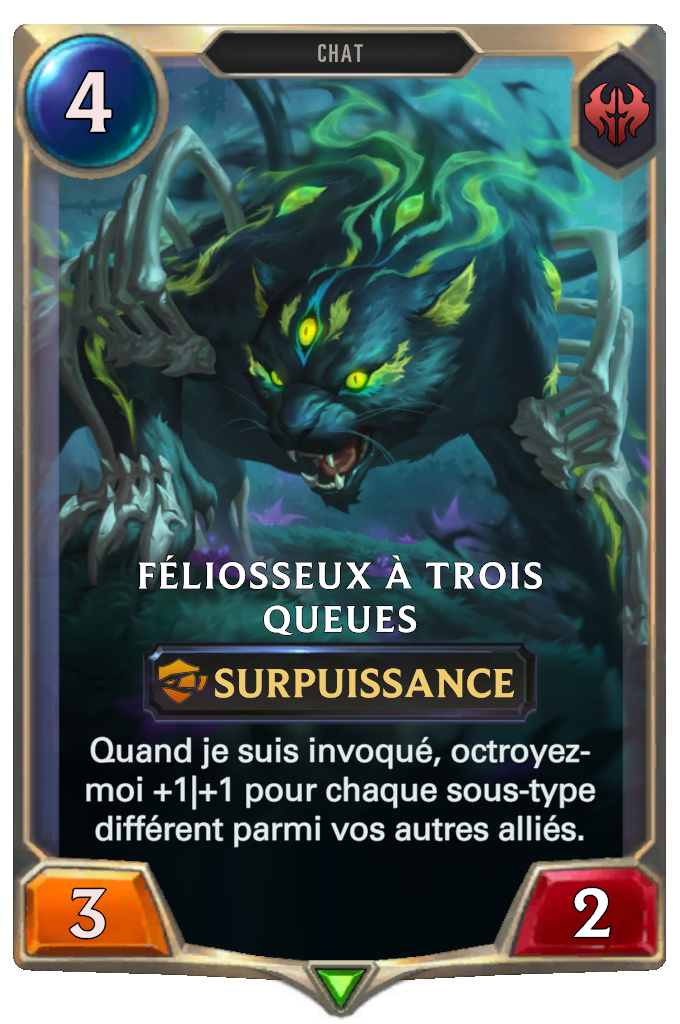 CHAT
4
FÉLIOSSEUX À TROIS
QUEUES
SURPUISSANCE
Quand je suis invoqué, octroyez-
moi +1|+1 pour chaque sous-type
différent parmi vos autres alliés.
3
2